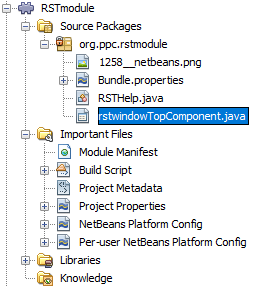 RSTmodule
Source Packages
org.ppc.rstmodule
1258__netbeans.png
Bundle.properties
RSTHelp.java
rstwindowTopComponent.java
Important Files
Module Manifest
Build Script
Project Metadata
Project Properties
NetBeans Platform Config
Per-user NetBeans Platform Config
Libraries
Knowledge